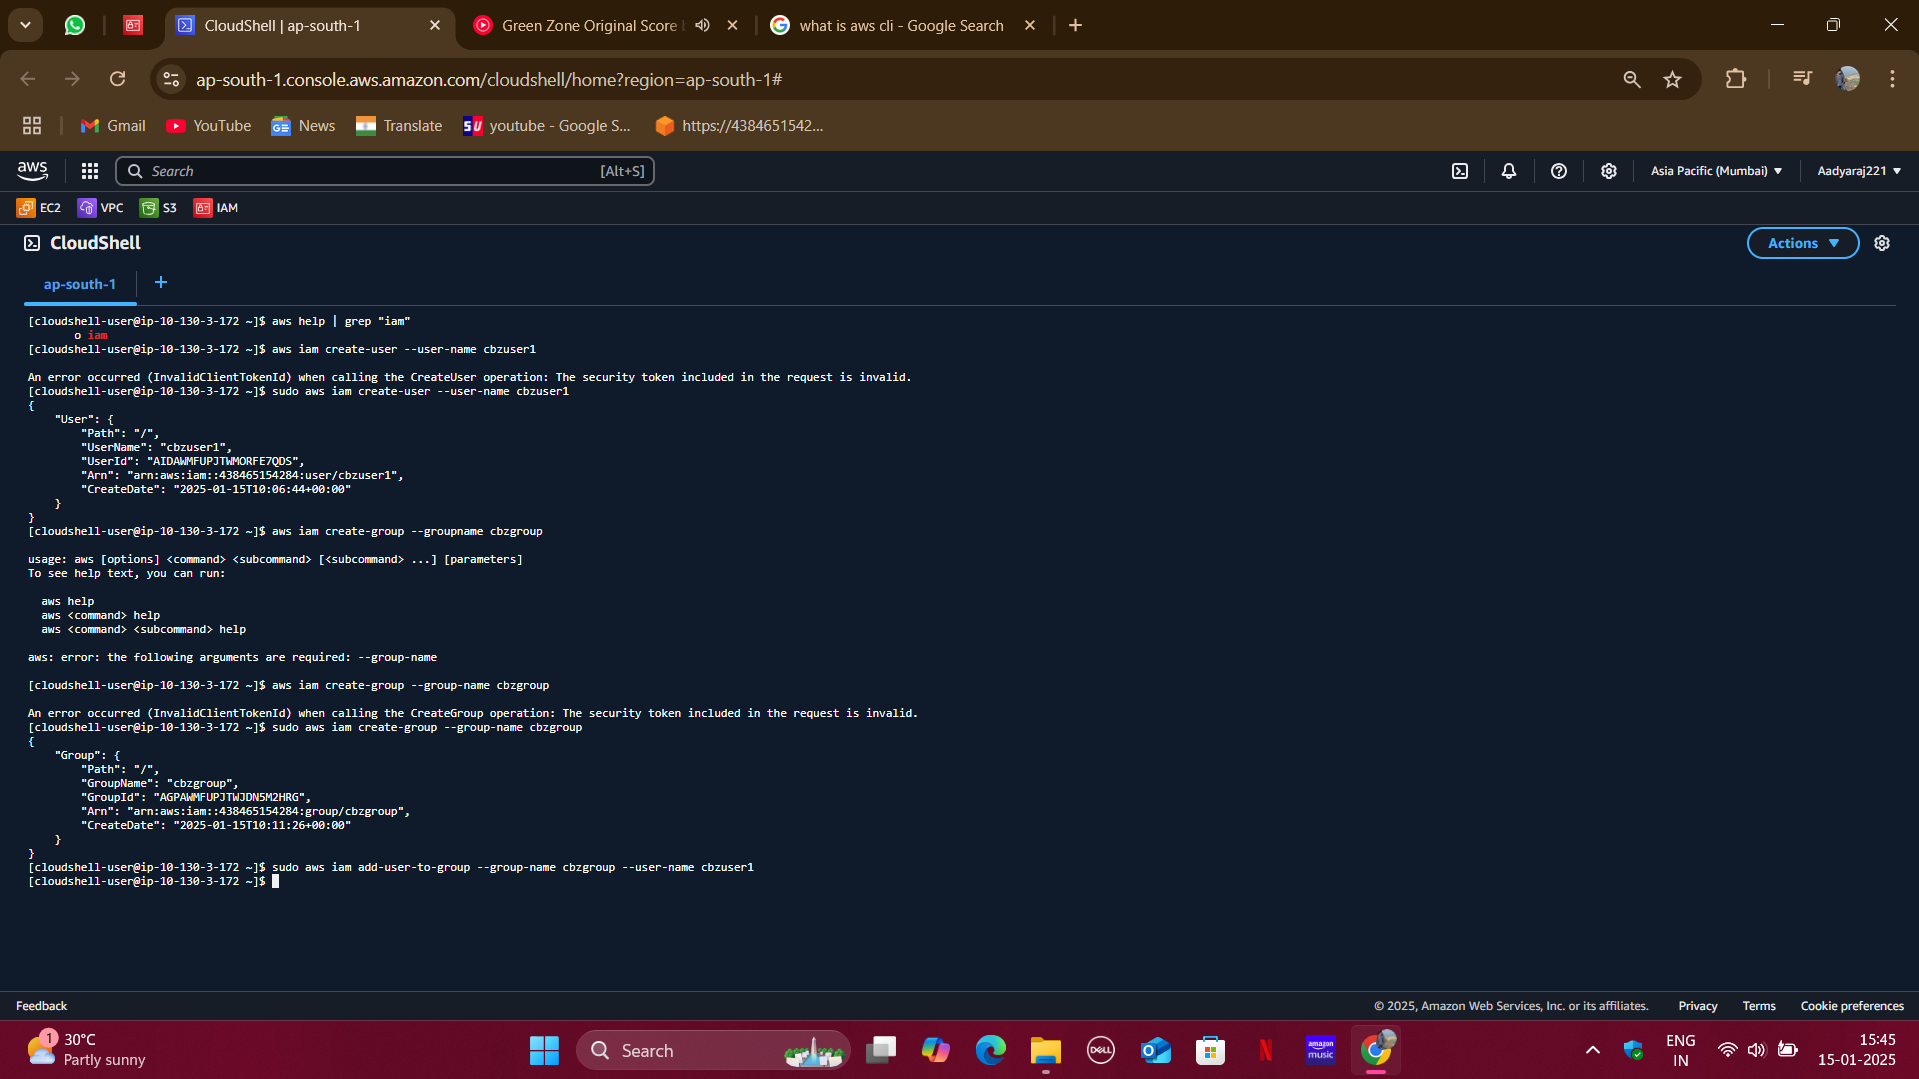 CloudShell | ap-south-1
Green Zone Original Score
what is aws cli - Google Search
ap-south-1.console.aws.amazon.com/cloudshell/home?region=ap-south-1#
Gmail
YouTube
News
Translate
youtube - Google S...
https://4384651542...
aws
Search
[Alt+S]
Asia Pacific (Mumbai)
Aadyaraj221
EC2
VPC
S3
IAM
CloudShell
Actions
ap-south-1
[cloudshell-user@ip-10-130-3-172 ~]$ aws help | grep "iam"
o iam
[cloudshell-user@ip-10-130-3-172 ~]$ aws iam create-user --user-name cbzuser1
An error occurred (InvalidClientTokenId) when calling the CreateUser operation: The security token included in the request is invalid.
[cloudshell-user@ip-10-130-3-172 ~]$ sudo aws iam create-user --user-name cbzuser1
{
"User": {
"Path": "/",
"UserName": "cbzuser1",
"UserId": "AIDAWMFUPJTWMORFE7QDS",
"Arn": "arn:aws:iam::438465154284:user/cbzuser1",
"CreateDate": "2025-01-15T10:06:44+00:00"
}
}
[cloudshell-user@ip-10-130-3-172 ~]$ aws iam create-group --groupname cbzgroup
usage: aws [options] <command> <subcommand> [<subcommand> ...] [parameters]
To see help text, you can run:
aws help
aws <command> help
aws <command> <subcommand> help
aws: error: the following arguments are required: --group-name
[cloudshell-user@ip-10-130-3-172 ~]$ aws iam create-group --group-name cbzgroup
An error occurred (InvalidClientTokenId) when calling the CreateGroup operation: The security token included in the request is invalid.
[cloudshell-user@ip-10-130-3-172 ~]$ sudo aws iam create-group --group-name cbzgroup
{
"Group": {
"Path": "/",
"GroupName": "cbzgroup",
"GroupId": "AGPAWMFUPJTWJDN5M2HRG",
"Arn": "arn:aws:iam::438465154284:group/cbzgroup",
"CreateDate": "2025-01-15T10:11:26+00:00"
}
}
[cloudshell-user@ip-10-130-3-172 ~]$ sudo aws iam add-user-to-group --group-name cbzgroup --user-name cbzuser1
[cloudshell-user@ip-10-130-3-172 ~]$
Feedback
© 2025, Amazon Web Services, Inc. or its affiliates.
Privacy
Terms
Cookie preferences
1
30°C
Partly sunny
Search
DELL
amazon music
ENG
IN
15:45
15-01-2025